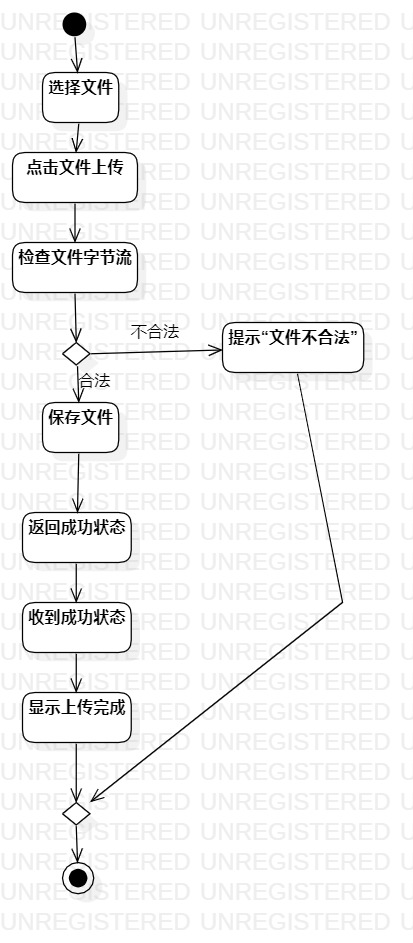 选择文件
点击文件上传
检查文件字节流
不合法
提示“文件不合法”
合法
保存文件
返回成功状态
收到成功状态
显示上传完成
UNREGISTERED